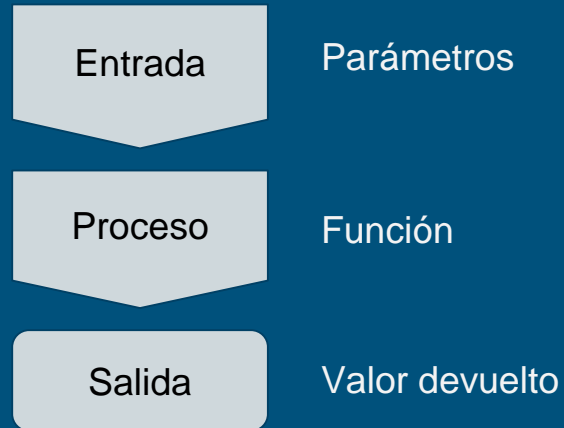 Entrada
Parámetros
Proceso
Función
Salida
Valor devuelto